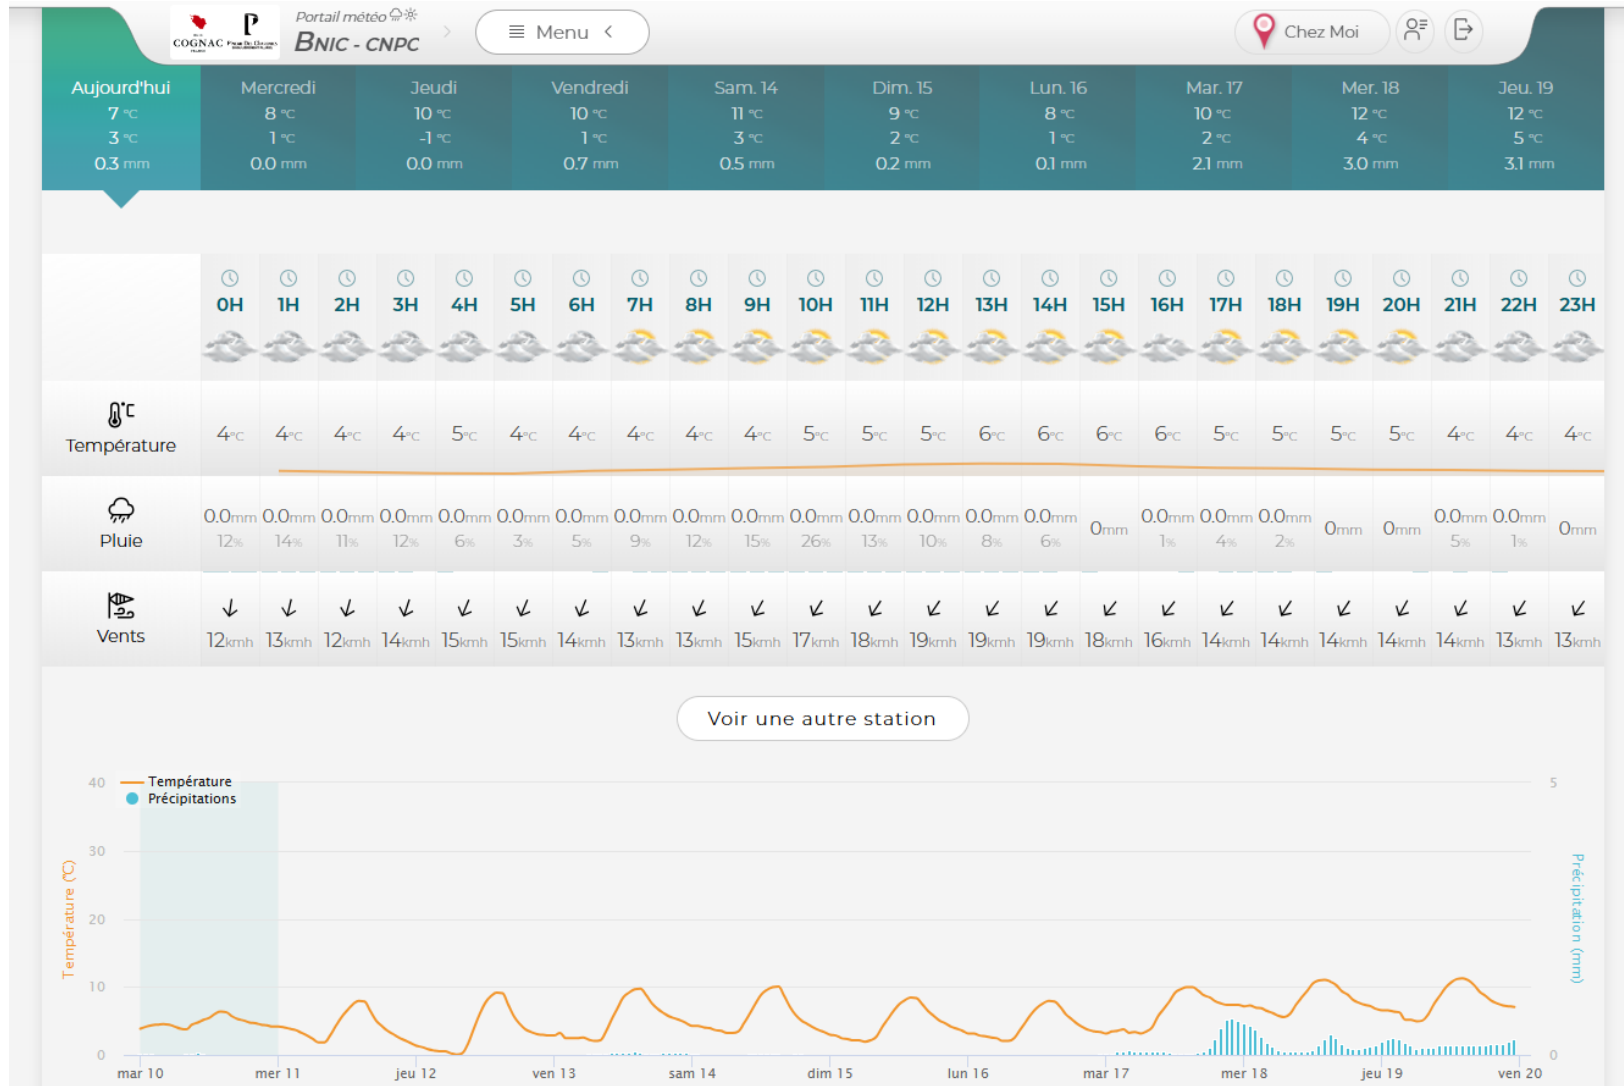 Portail météo
COGNAC
BNIC - CNPC
Menu
Chez Moi
Aujourd'hui Mercredi Jeudi Vendredi Sam. 14 Dim. 15 Lun. 16 Mar. 17 Mer. 18 Jeu. 19
7 °C 8 °C 10 °C 10 °C 11 °C 9 °C 8 °C 10 °C 12 °C 12 °C
3 °C 1 °C -1 °C 1 °C 3 °C 2 °C 1 °C 2 °C 4 °C 5 °C
0.3 mm 0.0 mm 0.0 mm 0.7 mm 0.5 mm 0.2 mm 0.1 mm 2.1 mm 3.0 mm 3.1 mm
0H 1H 2H 3H 4H 5H 6H 7H 8H 9H 10H 11H 12H 13H 14H 15H 16H 17H 18H 19H 20H 21H 22H 23H
°C
Température
4°C 4°C 4°C 4°C 5°C 4°C 4°C 4°C 4°C 4°C 5°C 5°C 5°C 6°C 6°C 6°C 6°C 5°C 5°C 5°C 5°C 4°C 4°C 4°C
Pluie
0.0mm 0.0mm 0.0mm 0.0mm 0.0mm 0.0mm 0.0mm 0.0mm 0.0mm 0.0mm 0.0mm 0.0mm 0.0mm 0.0mm 0.0mm 0mm 0.0mm 0.0mm 0.0mm 0mm 0mm 0.0mm 0.0mm 0mm
12% 14% 11% 12% 6% 3% 5% 9% 12% 15% 26% 13% 10% 8% 6% 1% 4% 2% 5% 1%
Vents
12kmh 13kmh 12kmh 14kmh 15kmh 15kmh 14kmh 13kmh 13kmh 15kmh 17kmh 18kmh 19kmh 19kmh 19kmh 18kmh 16kmh 14kmh 14kmh 14kmh 14kmh 14kmh 13kmh 13kmh
Voir une autre station
Température
Précipitations
40
30
20
10
0
Température (°C)
5
0
Précipitation (mm)
mar 10 mer 11 jeu 12 ven 13 sam 14 dim 15 lun 16 mar 17 mer 18 jeu 19 ven 20